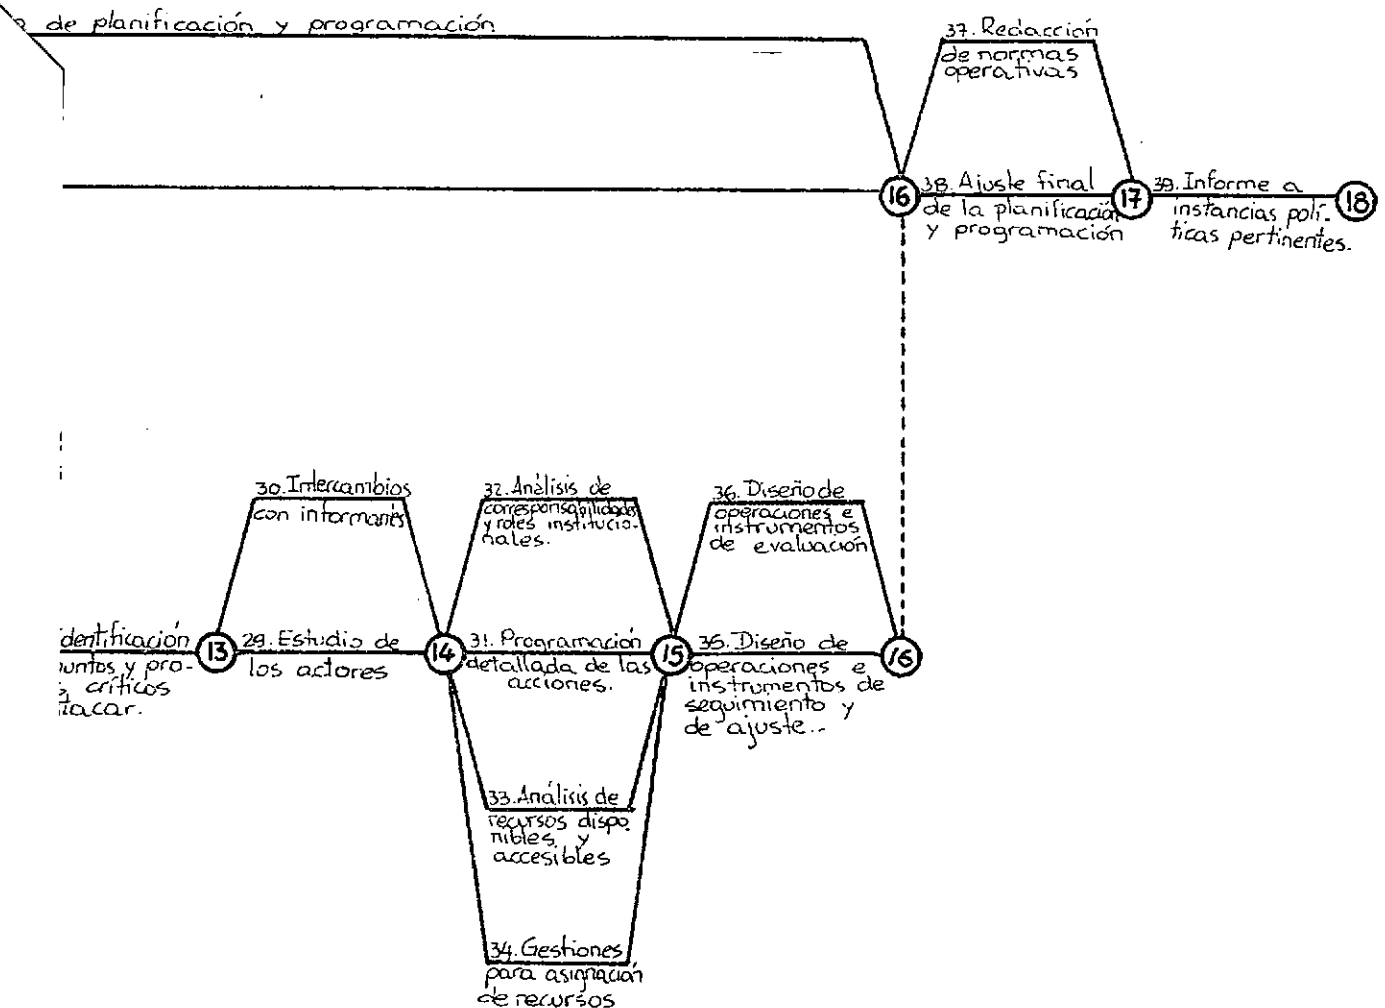 de planificación y programación
37. Redacción
de normas
operativas
16
38. Ajuste final
de la planificación
y programación
17
39. Informe a
instancias polí-
ticas pertinentes.
18
30. Intercambios
con informantes
32. Análisis de
corresponsabilidades
y roles institucio-
nales.
36. Diseño de
operaciones e
instrumentos
de evaluación
identificación
puntos y pro-
críticos
atacar.
13
29. Estudio de
los actores
14
31. Programación
detallada de las
acciones.
15
35. Diseño de
operaciones e
instrumentos de
seguimiento y
de ajuste..
16
33. Análisis de
recursos dispo-
nibles y
accesibles
34. Gestiones
para asignación
de recursos